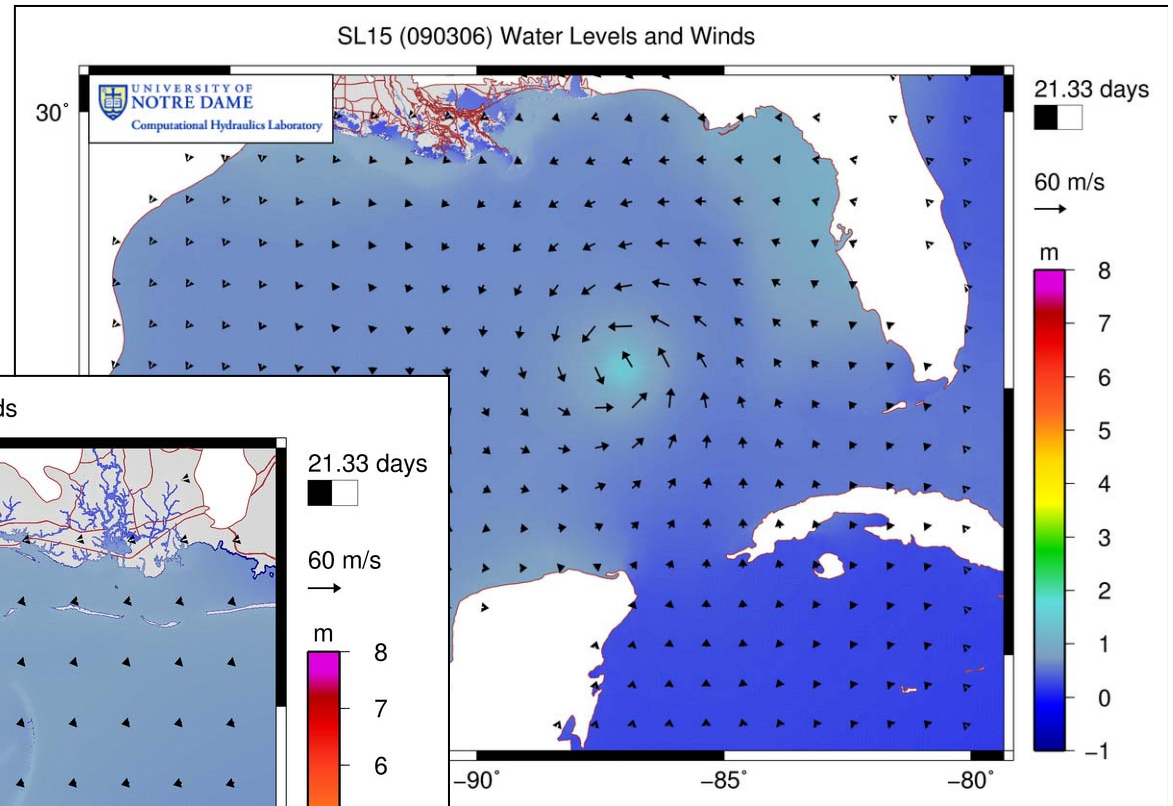 SL15 (090306) Water Levels and Winds
UNIVERSITY OF
NOTRE DAME
Computational Hydraulics Laboratory
30°
21.33 days
60 m/s
m
8
7
6
5
4
3
2
1
0
−1
−90°
−85°
−80°
ds
21.33 days
60 m/s
m
8
7
6